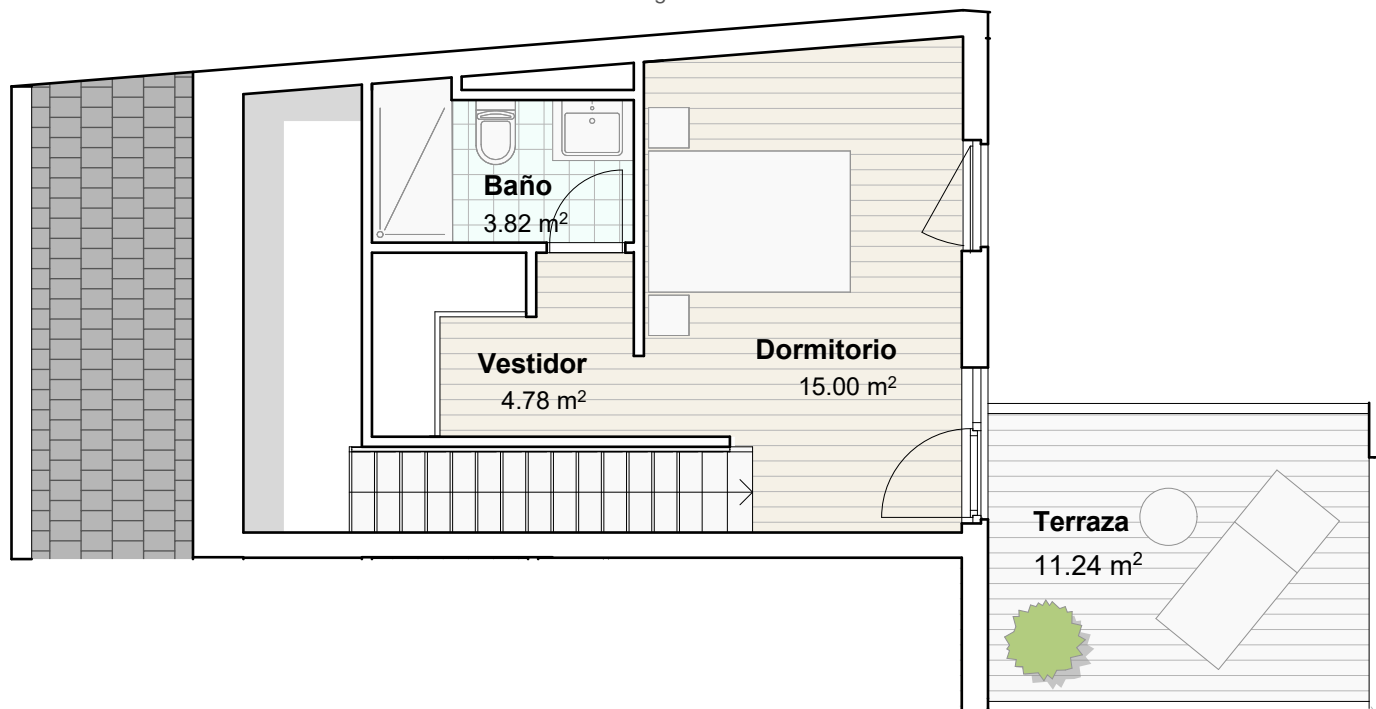 Baño
3.82 m²
Vestidor
4.78 m²
Dormitorio
15.00 m²
Terraza
11.24 m²